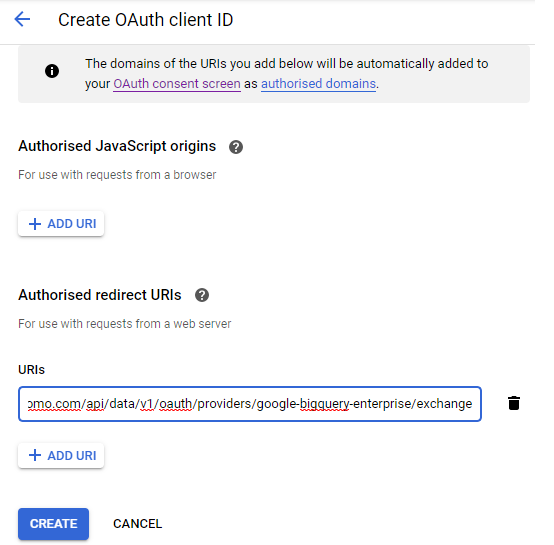 Create OAuth client ID
The domains of the URIs you add below will be automatically added to
your OAuth consent screen as authorised domains.
Authorised JavaScript origins
For use with requests from a browser
+ ADD URI
Authorised redirect URIs
For use with requests from a web server
URIs
omo.com/api/data/v1/oauth/providers/google-bigquery-enterprise/exchange
+ ADD URI
CREATE CANCEL